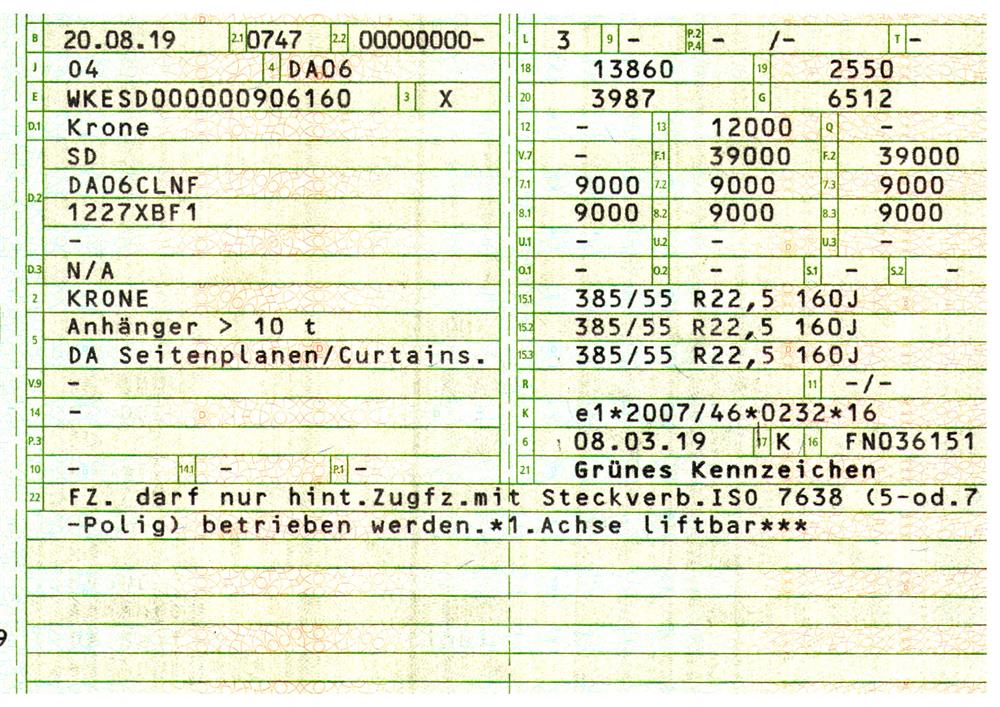 B 20.08.19 2.1 0747 2.2 00000000- L 3 9 - P.2 P.4 - /- T -
J 04 4 DA06 18 13860 19 2550
E WKESD000000906160 3 X 20 3987 G 6512
D.1 Krone 12 - 13 12000 Q -
SD V.7 - F.1 39000 F.2 39000
D.2 DA06CLNF 7.1 9000 7.2 9000 7.3 9000
1227XBF1 8.1 9000 8.2 9000 8.3 9000
- U.1 - U.2 - U.3 -
D.3 N/A O.1 - O.2 - S.1 - S.2 -
2 KRONE 15.1 385/55 R22,5 160J
5 Anhänger > 10 t 15.2 385/55 R22,5 160J
DA Seitenplanen/Curtains. 15.3 385/55 R22,5 160J
V.9 - R 11 -/-
14 - K e1*2007/46*0232*16
P.3 6 08.03.19 17 K 16 FN036151
10 - 14.1 - P.1 - 21 Grünes Kennzeichen
22 FZ. darf nur hint.Zugfz.mit Steckverb.ISO 7638 (5-od.7
-Polig) betrieben werden.*1.Achse liftbar***
9